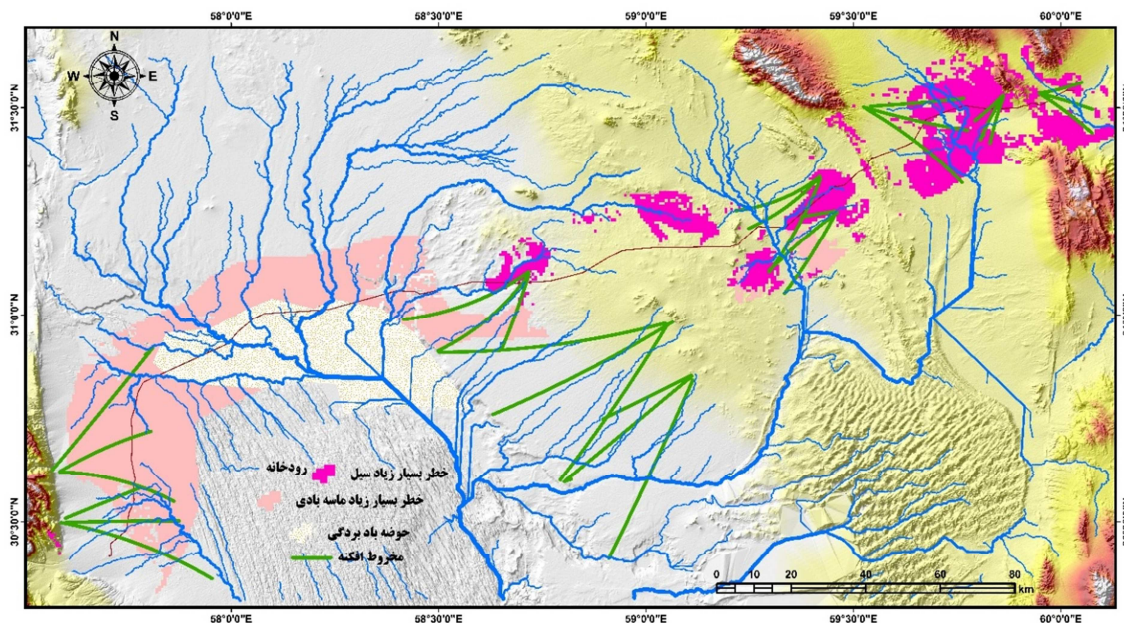 58°0'0"E 58°30'0"E 59°0'0"E 59°30'0"E 60°0'0"E
N
W E
S
31°30'0"N
31°0'0"N
30°30'0"N
رودخانه
خطر بسیار زیاد سیل
خطر بسیار زیاد ماسه بادی
حوضه باد بردگی
مخروط افکنه
0 5 10 20 40 60 80
km
58°0'0"E 58°30'0"E 59°0'0"E 59°30'0"E 60°0'0"E